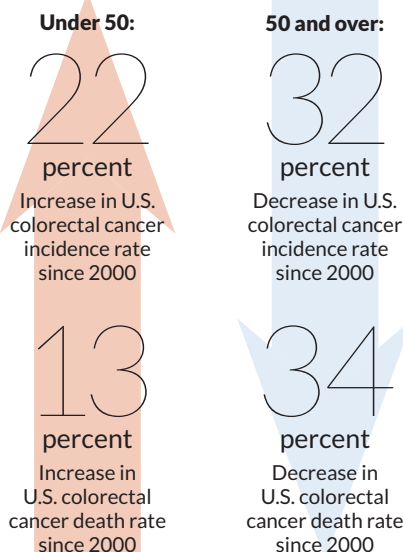 Under 50:
22
percent
Increase in U.S.
colorectal cancer
incidence rate
since 2000
13
percent
Increase in
U.S. colorectal
cancer death rate
since 2000
50 and over:
32
percent
Decrease in U.S.
colorectal cancer
incidence rate
since 2000
34
percent
Decrease in
U.S. colorectal
cancer death rate
since 2000